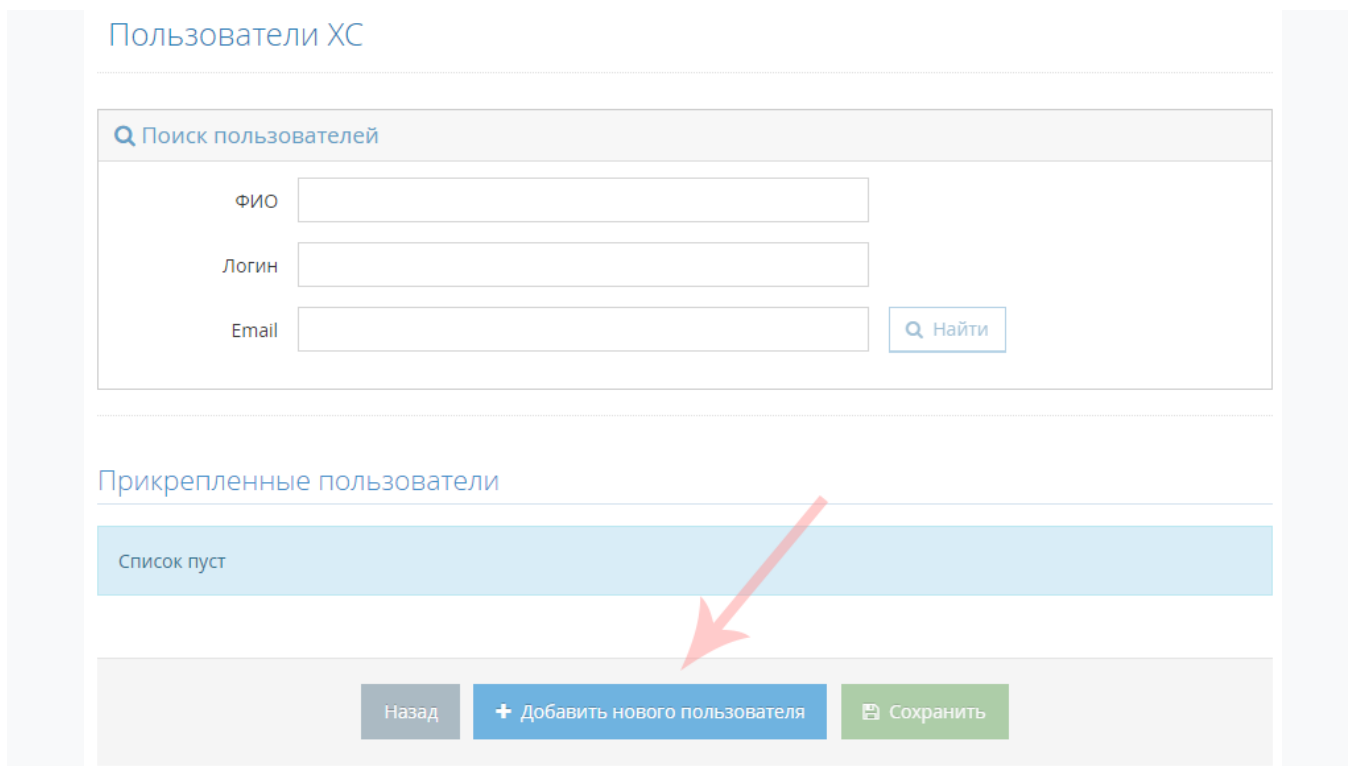 Пользователи ХС
Поиск пользователей
ФИО
Логин
Email
Найти
Прикрепленные пользователи
Список пуст
Назад
Добавить нового пользователя
Сохранить